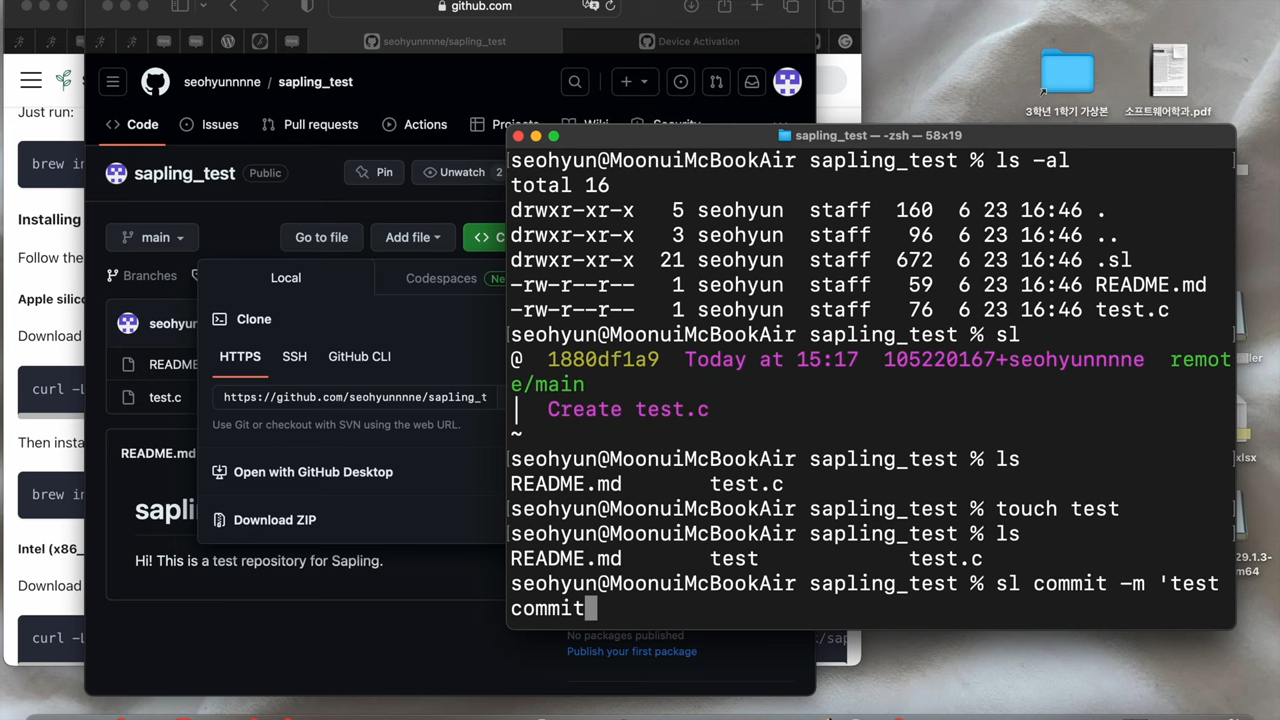 github.com
seohyunnnne/sapling_test
Device Activation
seohyunnnne / sapling_test
Just run:
Code
Issues
Pull requests
Actions
brew in
sapling_test
Public
Pin
Unwatch 2
Installing
main
Go to file
Add file
<> C
Follow the
Branches
Local
Codespaces
Ne
Apple silico
seohyu
Clone
Download
README
HTTPS
SSH
GitHub CLI
curl -L
test.c
https://github.com/seohyunnnne/sapling_t
Use Git or checkout with SVN using the web URL.
Then insta
README.md
Open with GitHub Desktop
brew in
sapli
Download ZIP
Intel (x86_
Hi! This is a test repository for Sapling.
Download
curl -L
No packages published
Publish your first package
/sap
sapling_test — -zsh — 58×19
seohyun@MoonuiMcBookAir sapling_test % ls -al
total 16
drwxr-xr-x 5 seohyun staff 160 6 23 16:46 .
drwxr-xr-x 3 seohyun staff 96 6 23 16:46 ..
drwxr-xr-x 21 seohyun staff 672 6 23 16:46 .sl
-rw-r--r-- 1 seohyun staff 59 6 23 16:46 README.md
-rw-r--r-- 1 seohyun staff 76 6 23 16:46 test.c
seohyun@MoonuiMcBookAir sapling_test % sl
@ 1880df1a9 Today at 15:17 105220167+seohyunnnne remot
e/main
| Create test.c
~
seohyun@MoonuiMcBookAir sapling_test % ls
README.md test.c
seohyun@MoonuiMcBookAir sapling_test % touch test
seohyun@MoonuiMcBookAir sapling_test % ls
README.md test test.c
seohyun@MoonuiMcBookAir sapling_test % sl commit -m 'test
commit
3학년 1학기 가상본
소프트웨어학과.pdf
ler
xlsx
29.1.3-
m64